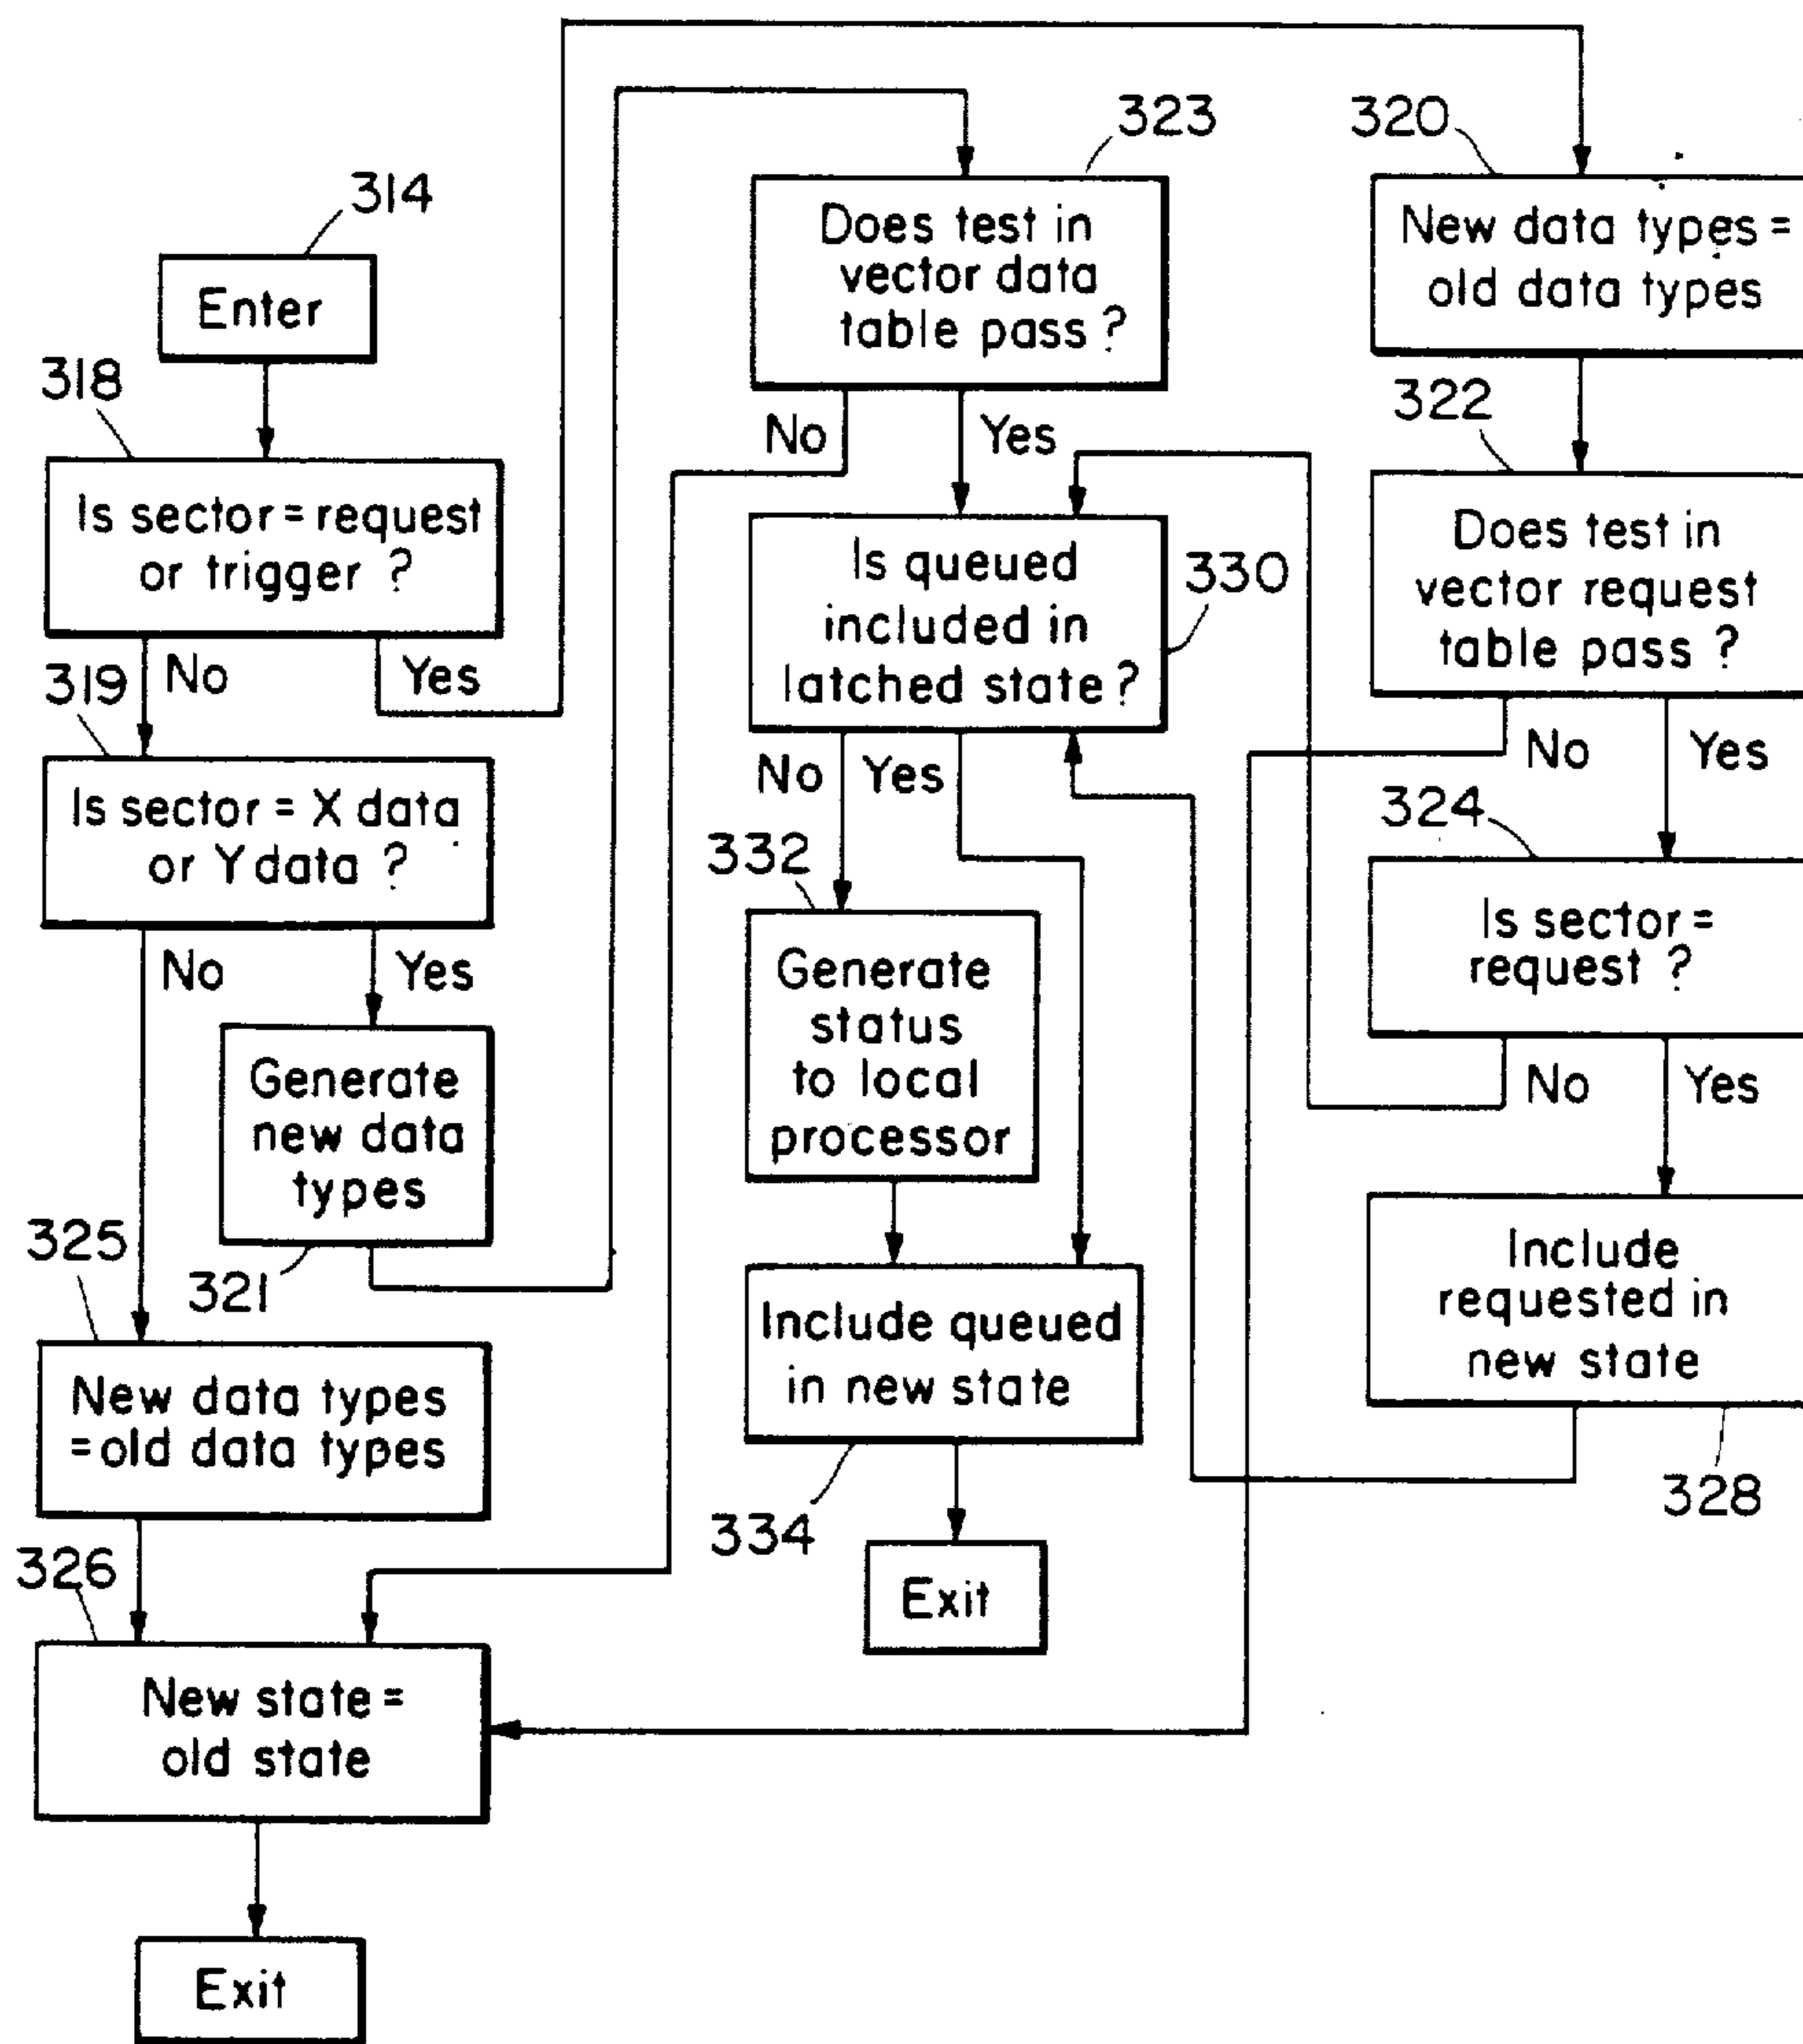 314
Enter
318
Is sector = request
or trigger ?
No
Yes
319
Is sector = X data
or Y data ?
No
Yes
Generate
new data
types
321
325
New data types
= old data types
326
New state =
old state
Exit
323
Does test in
vector data
table pass ?
No
Yes
Is queued
included in
latched state ?
330
No
Yes
332
Generate
status
to local
processor
Include queued
in new state
334
Exit
320
New data types =
old data types
322
Does test in
vector request
table pass ?
No
Yes
324
Is sector =
request ?
No
Yes
Include
requested in
new state
328